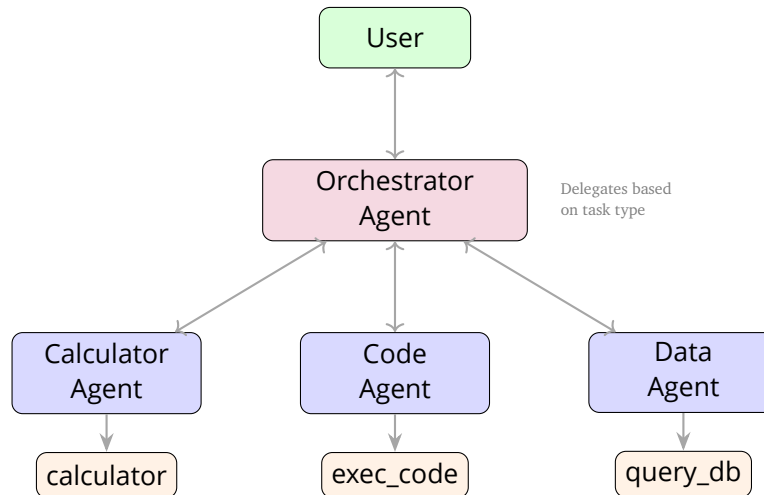 User
Orchestrator
Agent
Delegates based
on task type
Calculator
Agent
Code
Agent
Data
Agent
calculator
exec_code
query_db